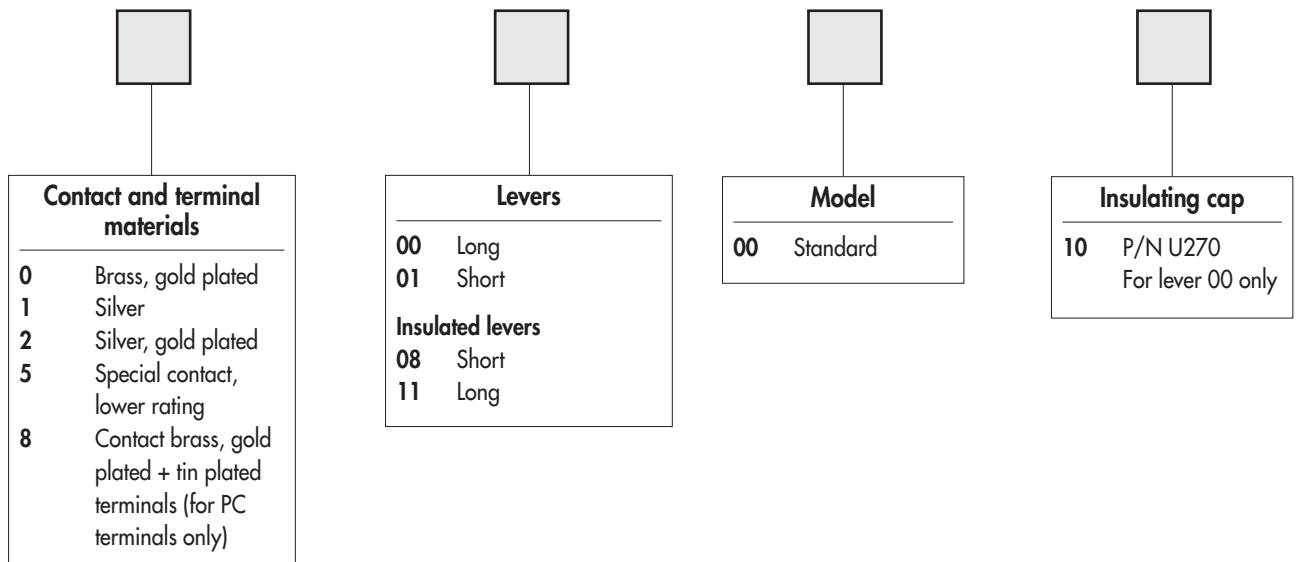 Contact and terminal
materials
0 Brass, gold plated
1 Silver
2 Silver, gold plated
5 Special contact,
lower rating
8 Contact brass, gold
plated + tin plated
terminals (for PC
terminals only)
Levers
00 Long
01 Short
Insulated levers
08 Short
11 Long
Model
00 Standard
Insulating cap
10 P/N U270
For lever 00 only